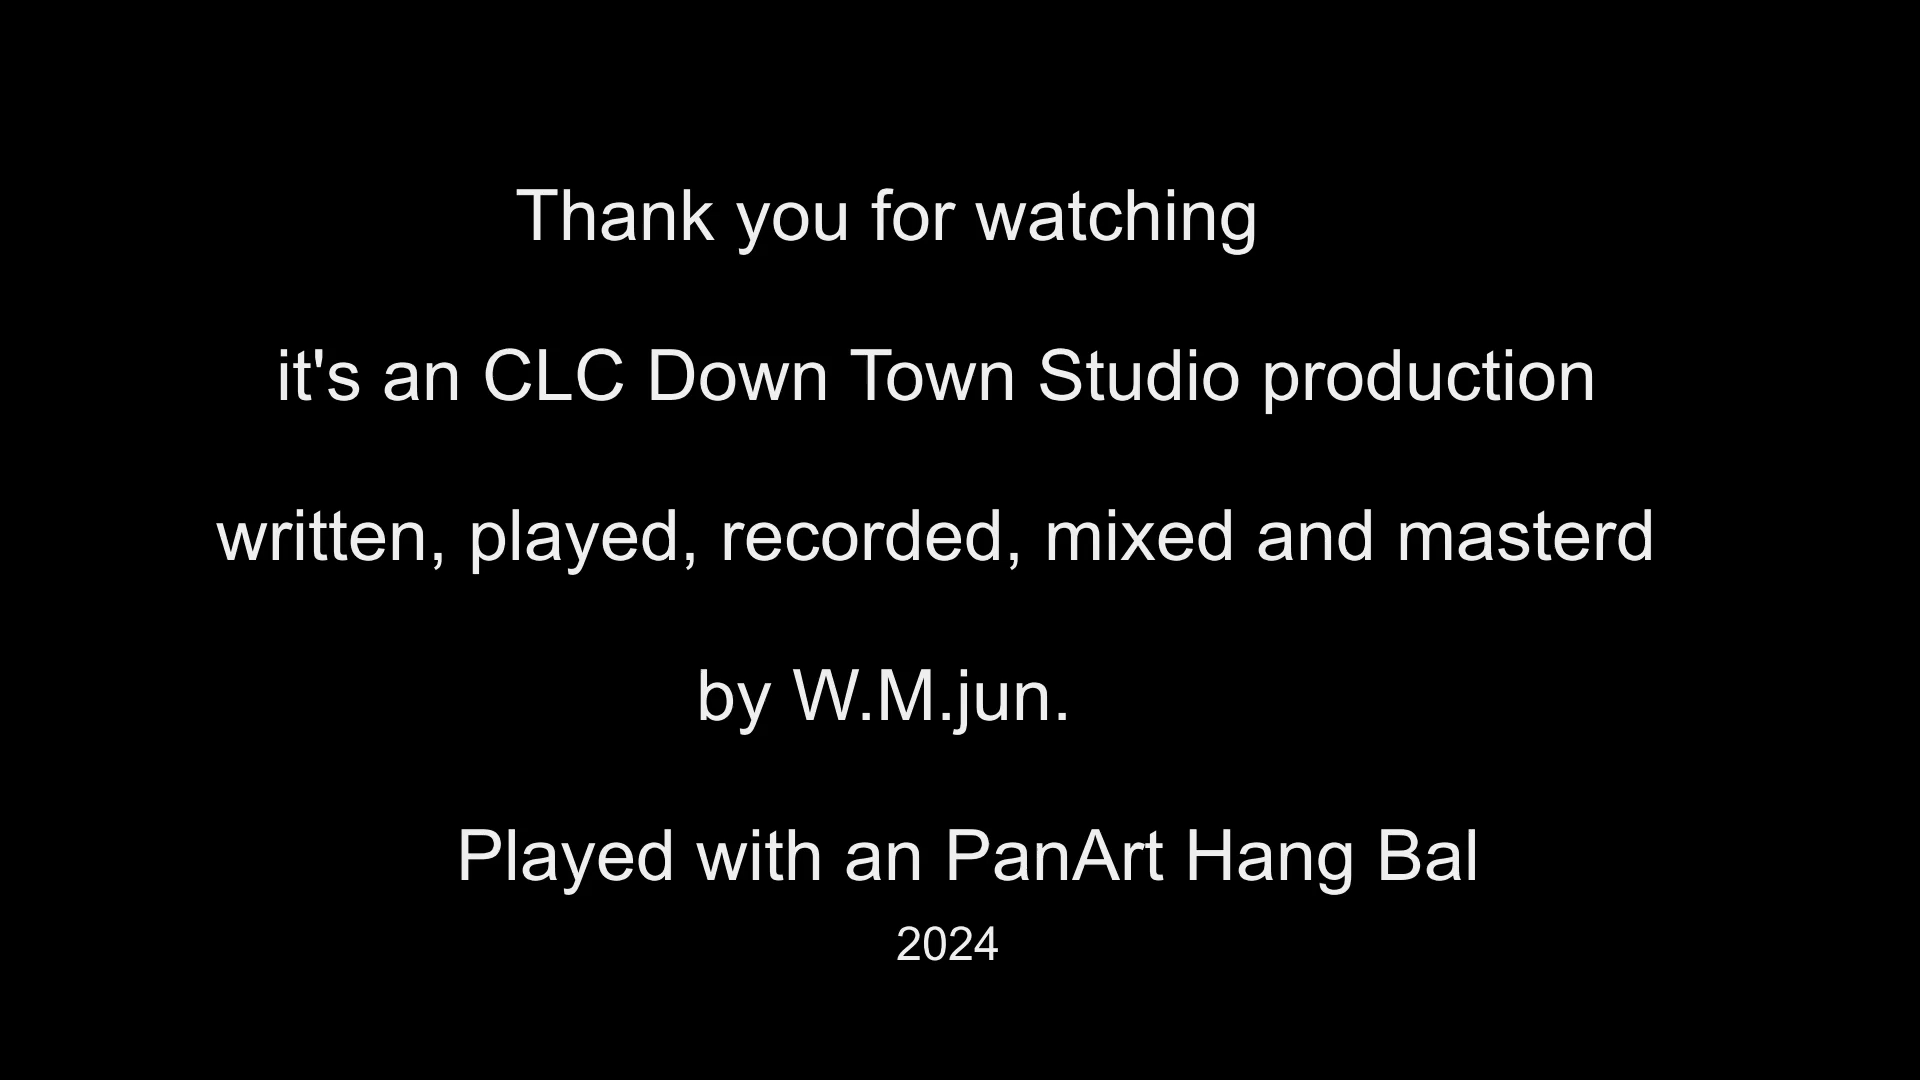 Thank you for watching
it's an CLC Down Town Studio production
written, played, recorded, mixed and masterd
by W.M.jun.
Played with an PanArt Hang Bal
2024